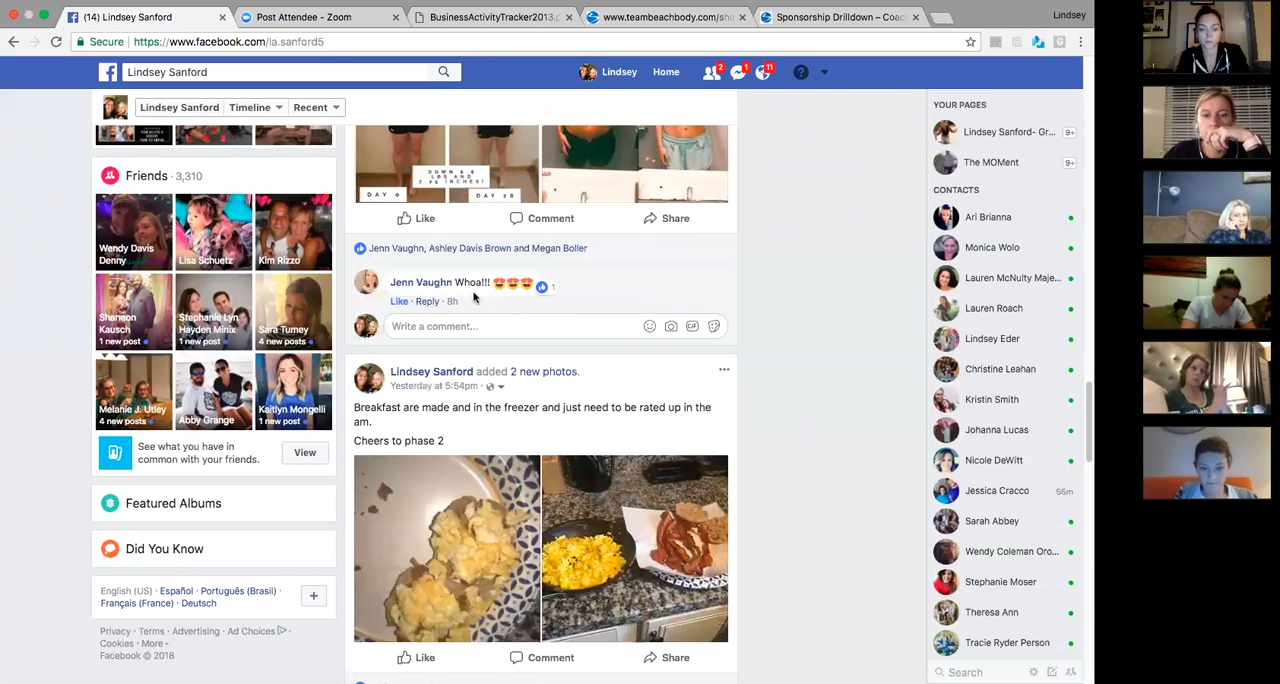 (14) Lindsey Sanford
Post Attendee - Zoom
BusinessActivityTracker2013.p
www.teambeachbody.com/sho
Sponsorship Drilldown – Coac
Lindsey
Secure
https://www.facebook.com/la.sanford5
Lindsey Sanford
Lindsey
Home
2
1
11
Lindsey Sanford
Timeline
Recent
Friends · 3,310
Wendy Davis
Denny
Lisa Schuetz
Kim Rizzo
Shannon
Kausch
1 new post
Stephanie Lyn
Hayden Minix
Sara Tumey
4 new posts
Melanie J. Utley
4 new posts
Abby Grange
Kaitlyn Mongelli
1 new post
See what you have in
common with your friends.
View
Featured Albums
Did You Know
English (US) · Español · Português (Brasil) ·
Français (France) · Deutsch
Privacy · Terms · Advertising · Ad Choices ·
Cookies · More
Facebook © 2018
DAY 0
DAY 28
Like
Comment
Share
Jenn Vaughn, Ashley Davis Brown and Megan Boller
Jenn Vaughn Whoa!!! 😍😍😍
1
Like · Reply · 8h
Write a comment...
Lindsey Sanford added 2 new photos.
Yesterday at 5:54pm ·
Breakfast are made and in the freezer and just need to be rated up in the
am.
Cheers to phase 2
Like
Comment
Share
YOUR PAGES
Lindsey Sanford- Gr...
9+
The MOMent
9+
CONTACTS
Ari Brianna
Monica Wolo
Lauren McNulty Maje...
Lauren Roach
Lindsey Eder
Christine Leahan
Kristin Smith
Johanna Lucas
Nicole DeWitt
Jessica Cracco
55m
Sarah Abbey
Wendy Coleman Oro...
Stephanie Moser
Theresa Ann
Tracie Ryder Person
Search